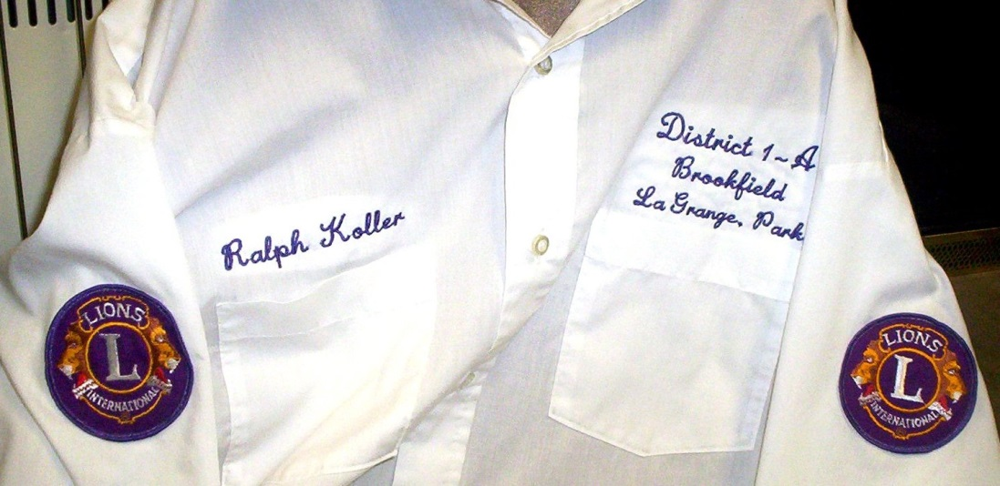 Ralph Koller
District 1~A
Brookfield
La Grange, Park
LIONS
L
INTERNATIONAL
LIONS
L
INTERNATIONAL